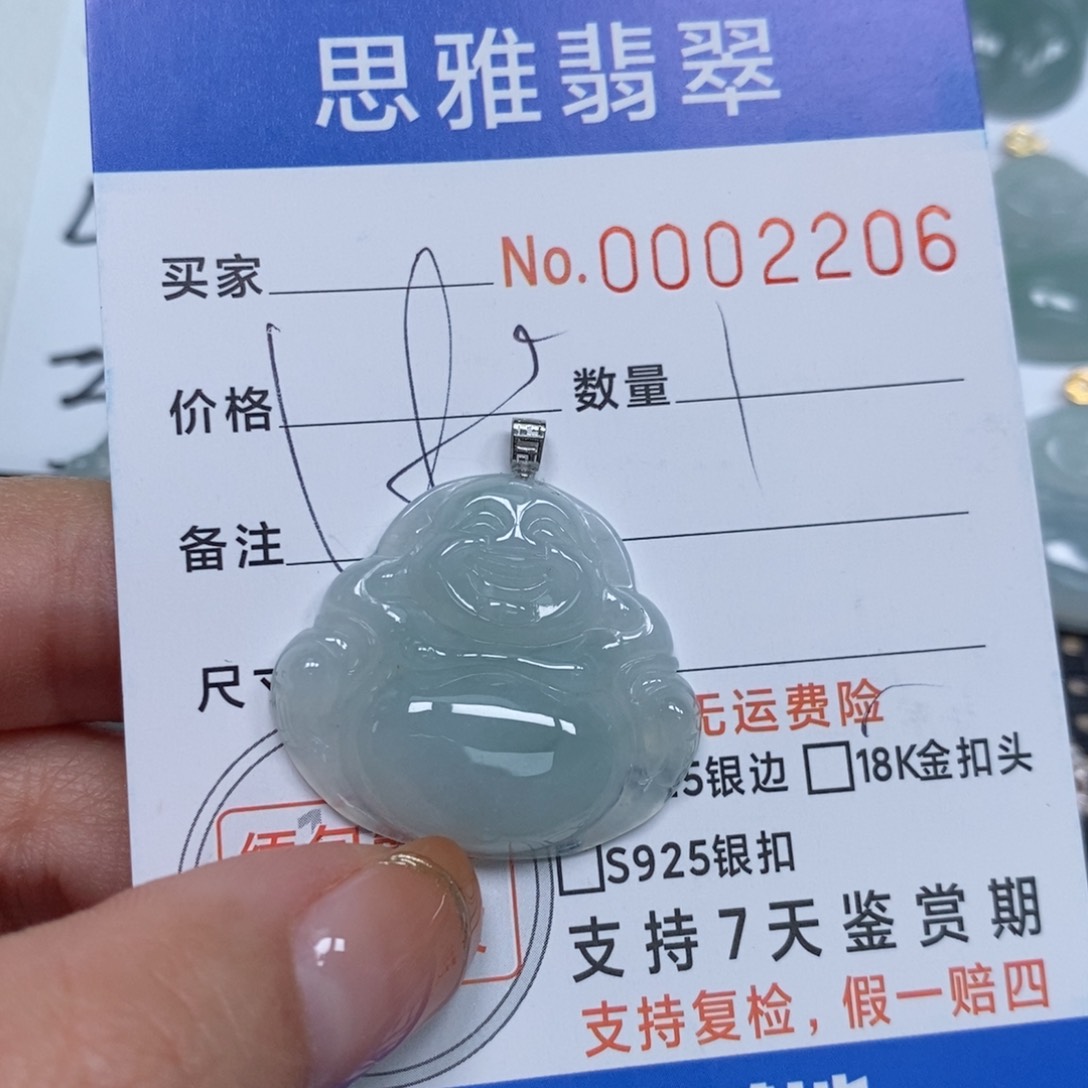 思雅翡翠
买家
No.0002206
价格
数量
备注
尺
无运费险
5银边 □18K金扣头
□S925银扣
支持7天鉴赏期
支持复检，假一赔四